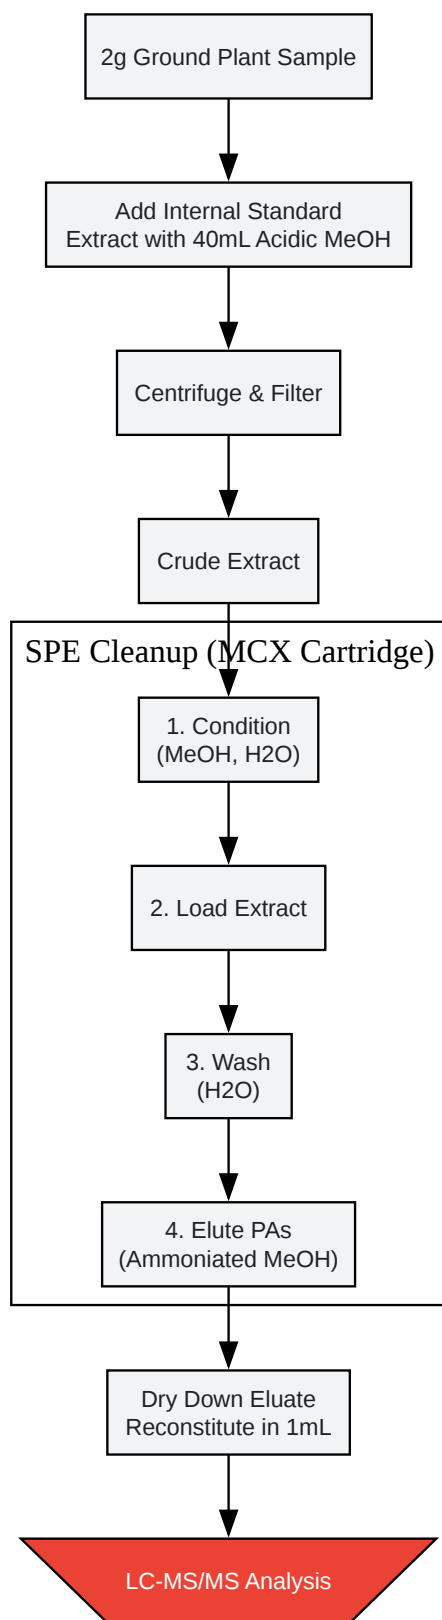 2g Ground Plant Sample
Add Internal Standard
Extract with 40mL Acidic MeOH
Centrifuge & Filter
Crude Extract
SPE Cleanup (MCX Cartridge)
1. Condition
(MeOH, H2O)
2. Load Extract
3. Wash
(H2O)
4. Elute PAs
(Ammoniated MeOH)
Dry Down Eluate
Reconstitute in 1mL
LC-MS/MS Analysis